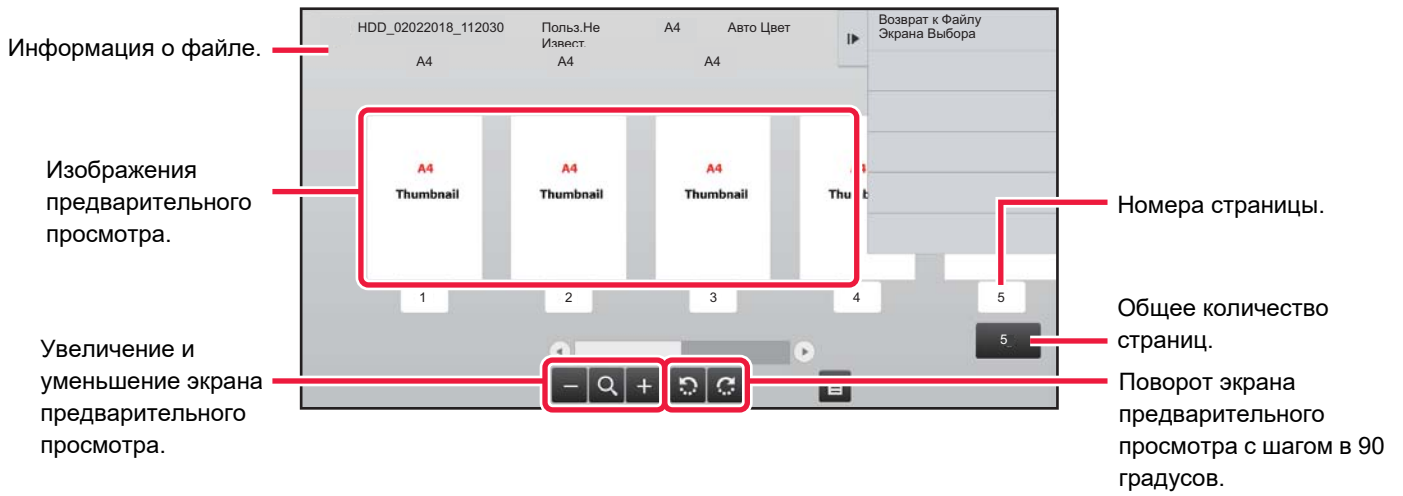 Информация о файле.
HDD_02022018_112030 Польз.Не Извест. A4 Авто Цвет
A4 A4 A4
Возврат к Файлу
Экрана Выбора
Изображения
предварительного
просмотра.
A4 A4 A4
Thumbnail Thumbnail Thumbnail
Номера страницы.
1 2 3 4 5
Общее количество
страниц.
5
Увеличение и
уменьшение экрана
предварительного
просмотра.
Поворот экрана
предварительного
просмотра с шагом в 90
градусов.